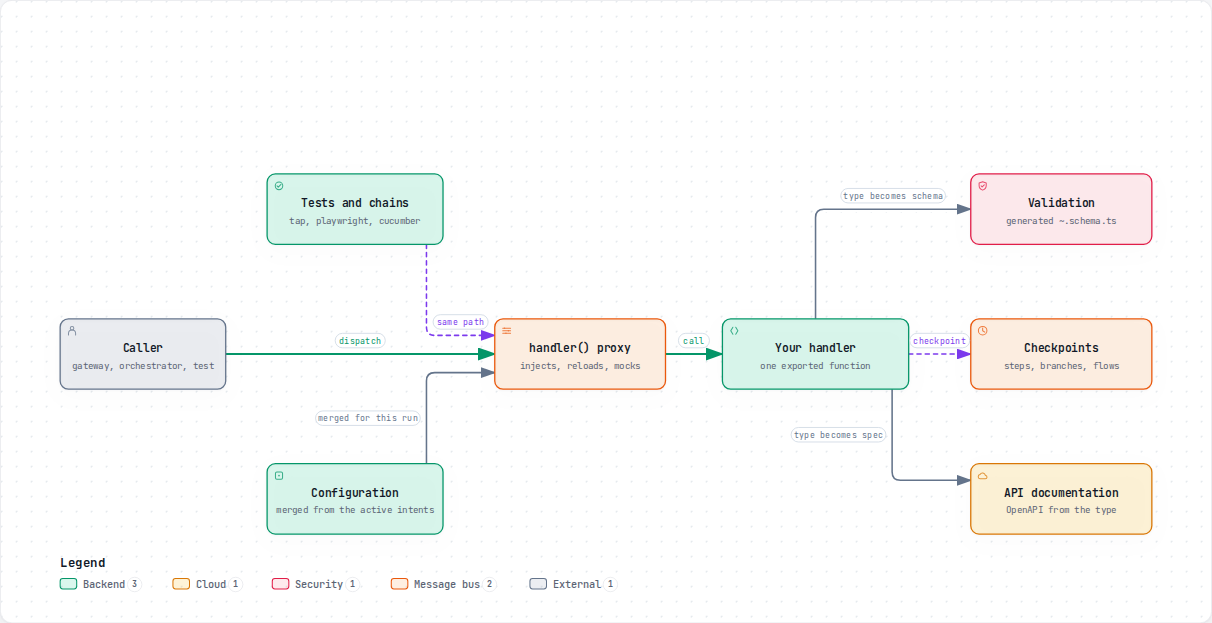 Tests and chains
tap, playwright, cucumber
type becomes schema
Validation
generated ~.schema.ts
same path
Caller
gateway, orchestrator, test
dispatch
handler() proxy
injects, reloads, mocks
call
Your handler
one exported function
checkpoint
Checkpoints
steps, branches, flows
merged for this run
type becomes spec
Configuration
merged from the active intents
API documentation
OpenAPI from the type
Legend
Backend 3
Cloud 1
Security 1
Message bus 2
External 1